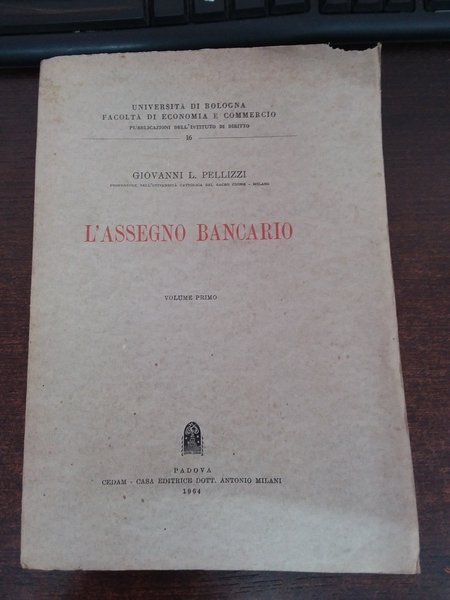 UNIVERSITÀ DI BOLOGNA
FACOLTÀ DI ECONOMIA E COMMERCIO
PUBBLICAZIONI DELL'ISTITUTO DI DIRITTO
16
GIOVANNI L. PELLIZZI
PROFESSORE NELL'UNIVERSITÀ CATTOLICA DEL SACRO CUORE - MILANO
L'ASSEGNO BANCARIO
VOLUME PRIMO
PADOVA
CEDAM - CASA EDITRICE DOTT. ANTONIO MILANI
1964